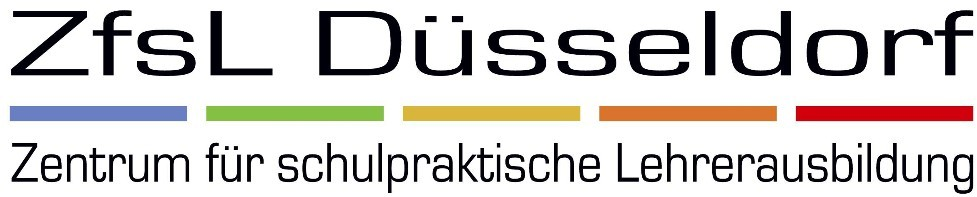 ZfsL Düsseldorf
Zentrum für schulpraktische Lehrerausbildung